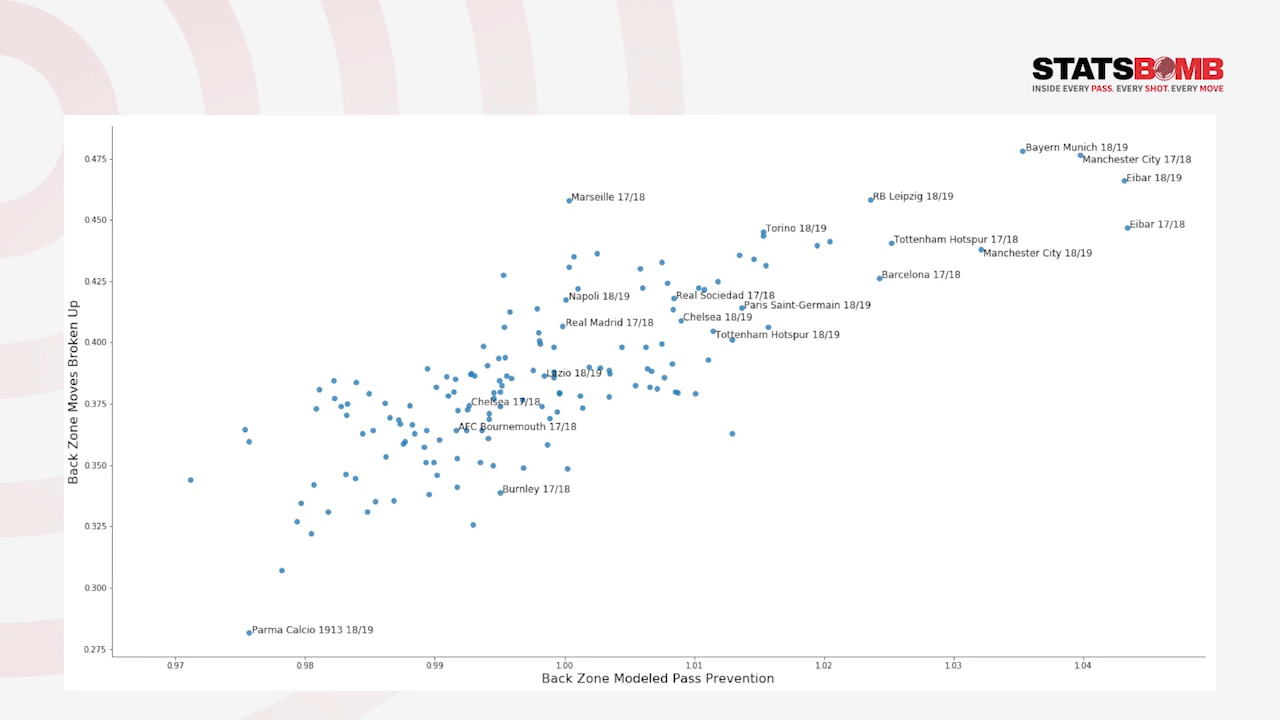 STATSBOMB
INSIDE EVERY PASS. EVERY SHOT. EVERY MOVE
Back Zone Moves Broken Up
0.475
0.450
0.425
0.400
0.375
0.350
0.325
0.300
0.275
Bayern Munich 18/19
Manchester City 17/18
Eibar 18/19
Marseille 17/18
RB Leipzig 18/19
Eibar 17/18
Torino 18/19
Tottenham Hotspur 17/18
Manchester City 18/19
Barcelona 17/18
Napoli 18/19
Real Sociedad 17/18
Paris Saint-Germain 18/19
Chelsea 18/19
Real Madrid 17/18
Tottenham Hotspur 18/19
Lazio 18/19
Chelsea 17/18
AFC Bournemouth 17/18
Burnley 17/18
Parma Calcio 1913 18/19
0.97
0.98
0.99
1.00
1.01
1.02
1.03
1.04
Back Zone Modeled Pass Prevention